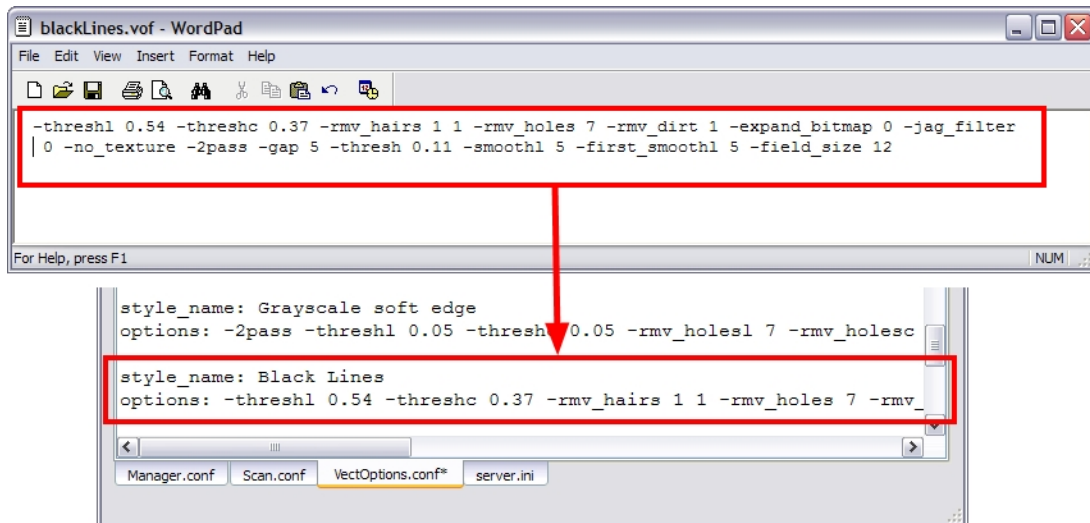 blackLines.vof - WordPad
File Edit View Insert Format Help
-threshl 0.54 -threshc 0.37 -rmv_hairs 1 1 -rmv_holes 7 -rmv_dirt 1 -expand_bitmap 0 -jag_filter
0 -no_texture -2pass -gap 5 -thresh 0.11 -smoothl 5 -first_smoothl 5 -field_size 12
For Help, press F1 NUM
style_name: Grayscale soft edge
options: -2pass -threshl 0.05 -thresh 0.05 -rmv_holesl 7 -rmv_holesc
style_name: Black Lines
options: -threshl 0.54 -threshc 0.37 -rmv_hairs 1 1 -rmv_holes 7 -rmv_
Manager.conf Scan.conf VectOptions.conf* server.ini